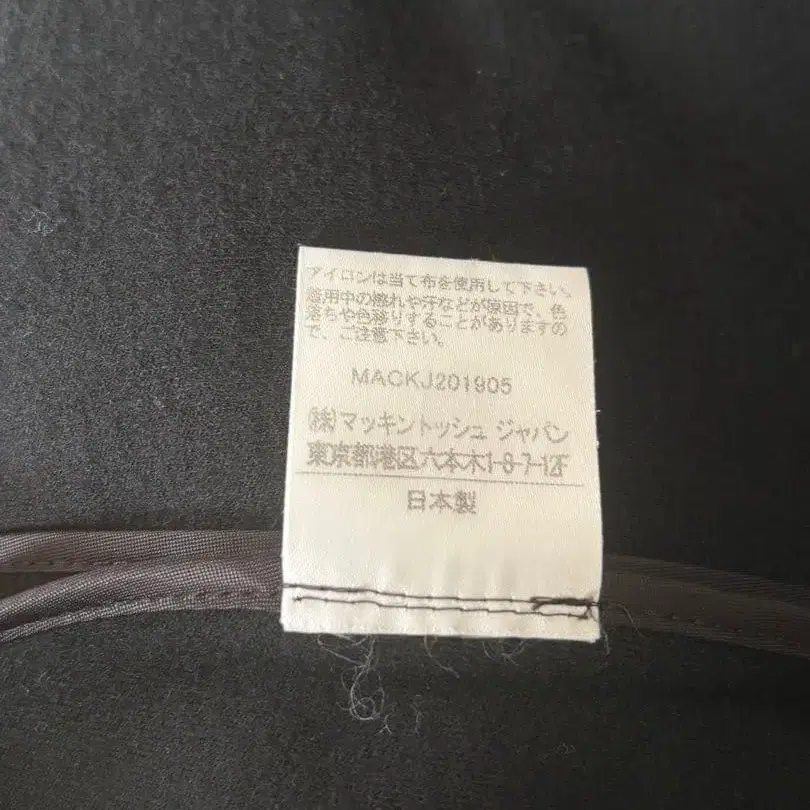 アイロンは当て布を使用して下さい。
着用中の擦れや汗などが原因で、色
落ちや色移りすることがありますの
で、ご注意下さい。
MACKJ201905
(株)マッキントッシュ ジャパン
東京都港区六本木1-8-7-12F
日本製